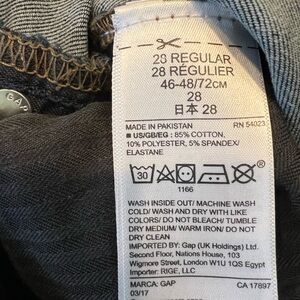 28 REGULAR
28 RÉGULIER
46-48/72CM
28
日本 28
MADE IN PAKISTAN RN 54023
■ US/GB/EG : 85% COTTON,
10% POLYESTER, 5% SPANDEX/
ELASTANE
30
1166
WASH INSIDE OUT/ MACHINE WASH
COLD/ WASH AND DRY WITH LIKE
COLORS/ DO NOT BLEACH/ TUMBLE
DRY MEDIUM/ WARM IRON/ DO NOT
DRY CLEAN
IMPORTED BY: Gap (UK Holdings) Ltd.
Second Floor, Nations House, 103
Wigmore Street, London W1U 1QS Egypt
Importer: RIGE, LLC
MARCA: GAP CA 17897
03/17
GAP